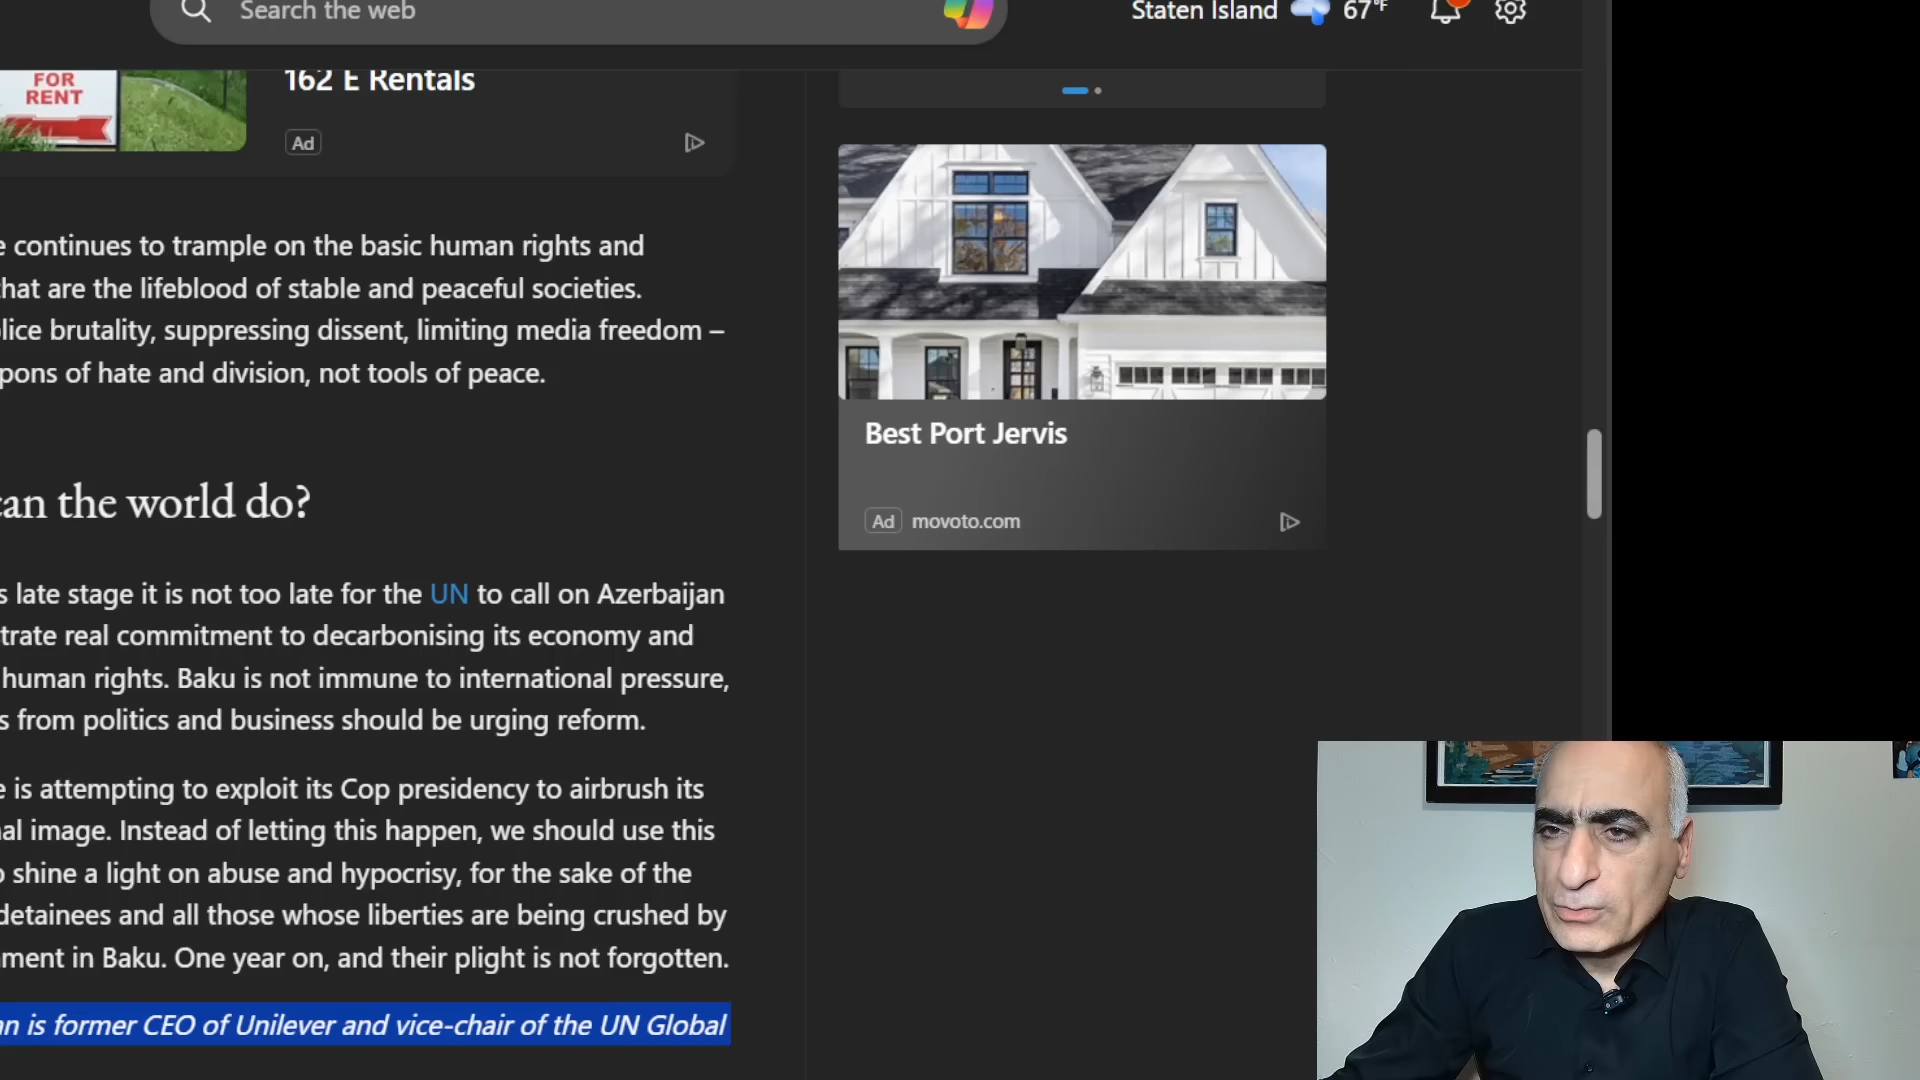 Search the web
Staten Island
67°F
FOR
RENT
162 E Rentals
Ad
continues to trample on the basic human rights and
that are the lifeblood of stable and peaceful societies.
brutality, suppressing dissent, limiting media freedom –
of hate and division, not tools of peace.
can the world do?
late stage it is not too late for the UN to call on Azerbaijan
real commitment to decarbonising its economy and
human rights. Baku is not immune to international pressure,
from politics and business should be urging reform.
is attempting to exploit its Cop presidency to airbrush its
image. Instead of letting this happen, we should use this
shine a light on abuse and hypocrisy, for the sake of the
detainees and all those whose liberties are being crushed by
in Baku. One year on, and their plight is not forgotten.
is former CEO of Unilever and vice-chair of the UN Global
Best Port Jervis
Ad movoto.com